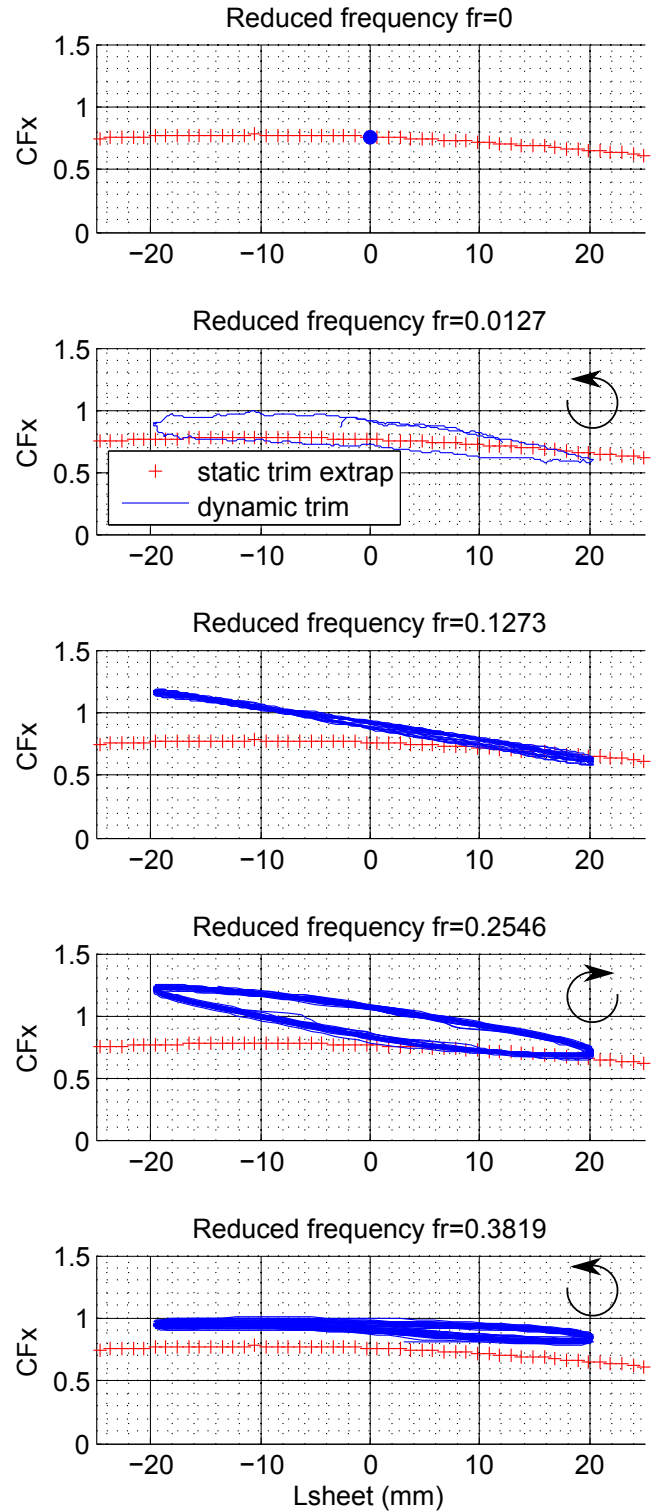 Reduced frequency fr=0
1.5
1
0.5
0
CFx
−20 −10 0 10 20
Reduced frequency fr=0.0127
1.5
1
0.5
0
CFx
static trim extrap
dynamic trim
−20 −10 0 10 20
Reduced frequency fr=0.1273
1.5
1
0.5
0
CFx
−20 −10 0 10 20
Reduced frequency fr=0.2546
1.5
1
0.5
0
CFx
−20 −10 0 10 20
Reduced frequency fr=0.3819
1.5
1
0.5
0
CFx
−20 −10 0 10 20
Lsheet (mm)